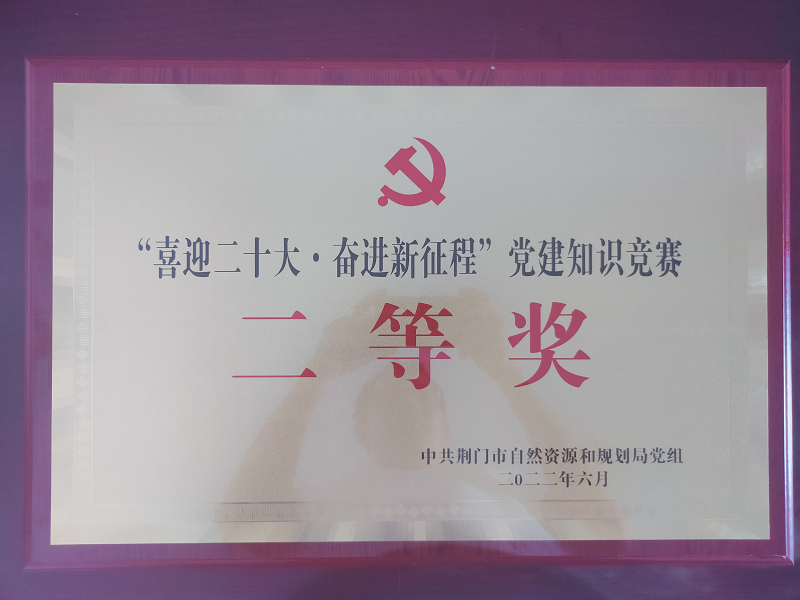 “喜迎二十大·奋进新征程”党建知识竞赛
二等奖
中共荆门市自然资源和规划局党组
二0二二年六月